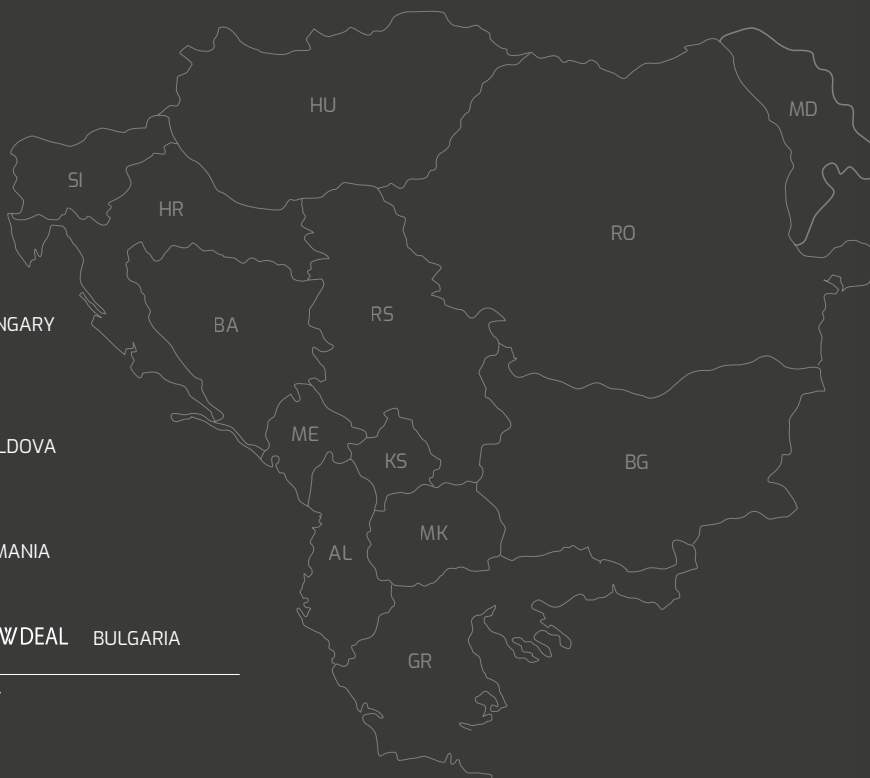 HU
MD
SI
HR
RO
RS
NGARY
BA
ME
LDOVA
KS
BG
MK
MANIA
AL
WDEAL BULGARIA
GR